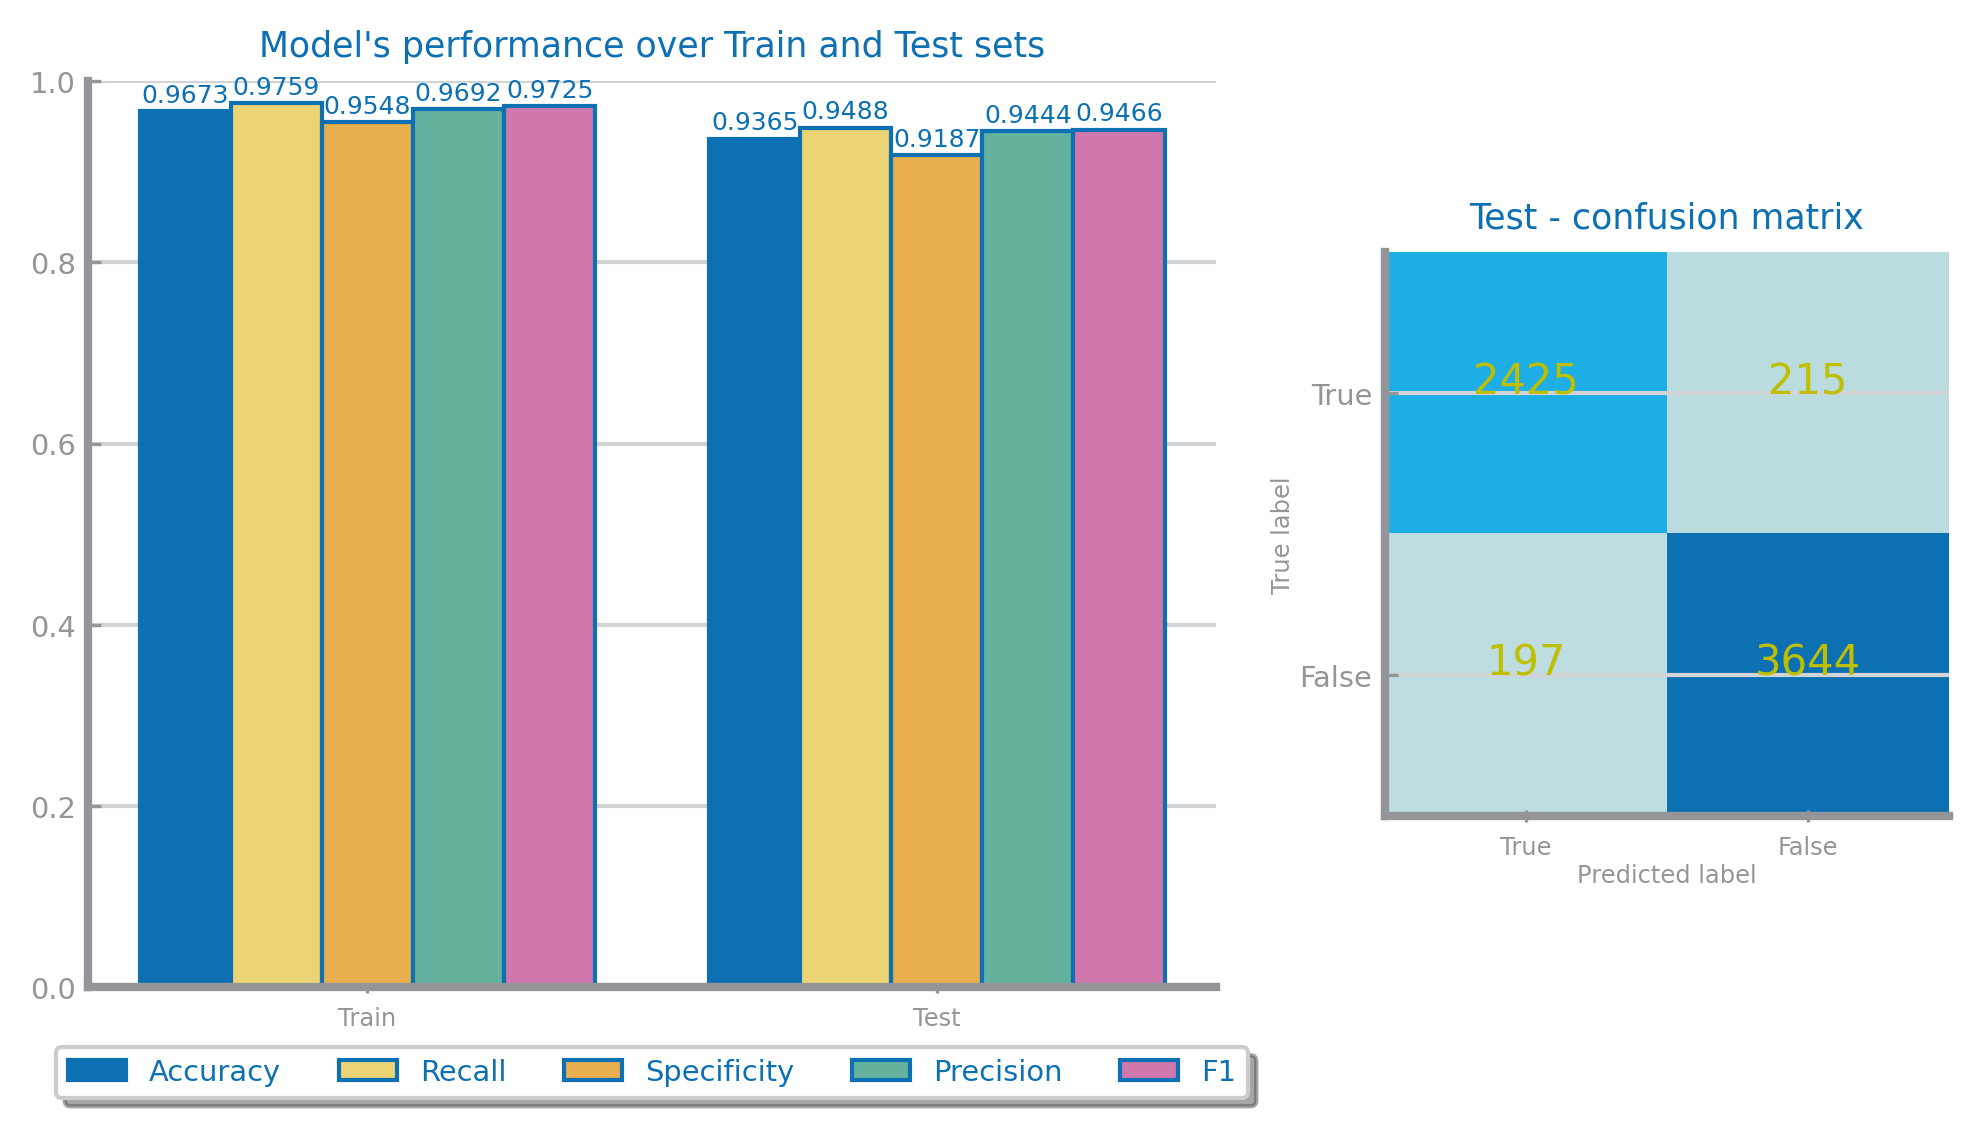 Model's performance over Train and Test sets
1.0
0.8
0.6
0.4
0.2
0.0
0.9673 0.9759 0.9548 0.9692 0.9725
0.9365 0.9488 0.9187 0.9444 0.9466
Train Test
Accuracy Recall Specificity Precision F1
Test - confusion matrix
True label
True 2425 215
False 197 3644
True False
Predicted label